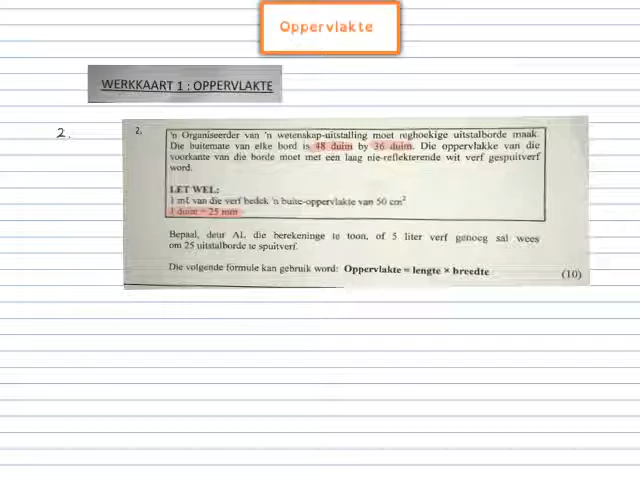 Oppervlakte
WERKKAART 1 : OPPERVLAKTE
2.
2.
'n Organiseerder van 'n wetenskap-uitstalling moet reghoekige uitstalborde maak.
Die buitemate van elke bord is 48 duim by 36 duim. Die oppervlakke van die
voorkante van die borde moet met een laag nie-reflekterende wit verf gespuitverf
word.
LET WEL:
1 mℓ van die verf bedek 'n buite-oppervlakte van 50 cm²
1 duim = 25 mm
Bepaal, deur AL die berekeninge te toon, of 5 liter verf genoeg sal wees
om 25 uitstalborde te spuitverf.
Die volgende formule kan gebruik word: Oppervlakte = lengte × breedte
(10)